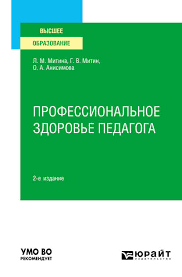 ВЫСШЕЕ
ОБРАЗОВАНИЕ
Л. М. Митина, Г. В. Митин,
О. А. Анисимова
ПРОФЕССИОНАЛЬНОЕ
ЗДОРОВЬЕ ПЕДАГОГА
2-е издание
УМО ВО
РЕКОМЕНДУЕТ
юрайт